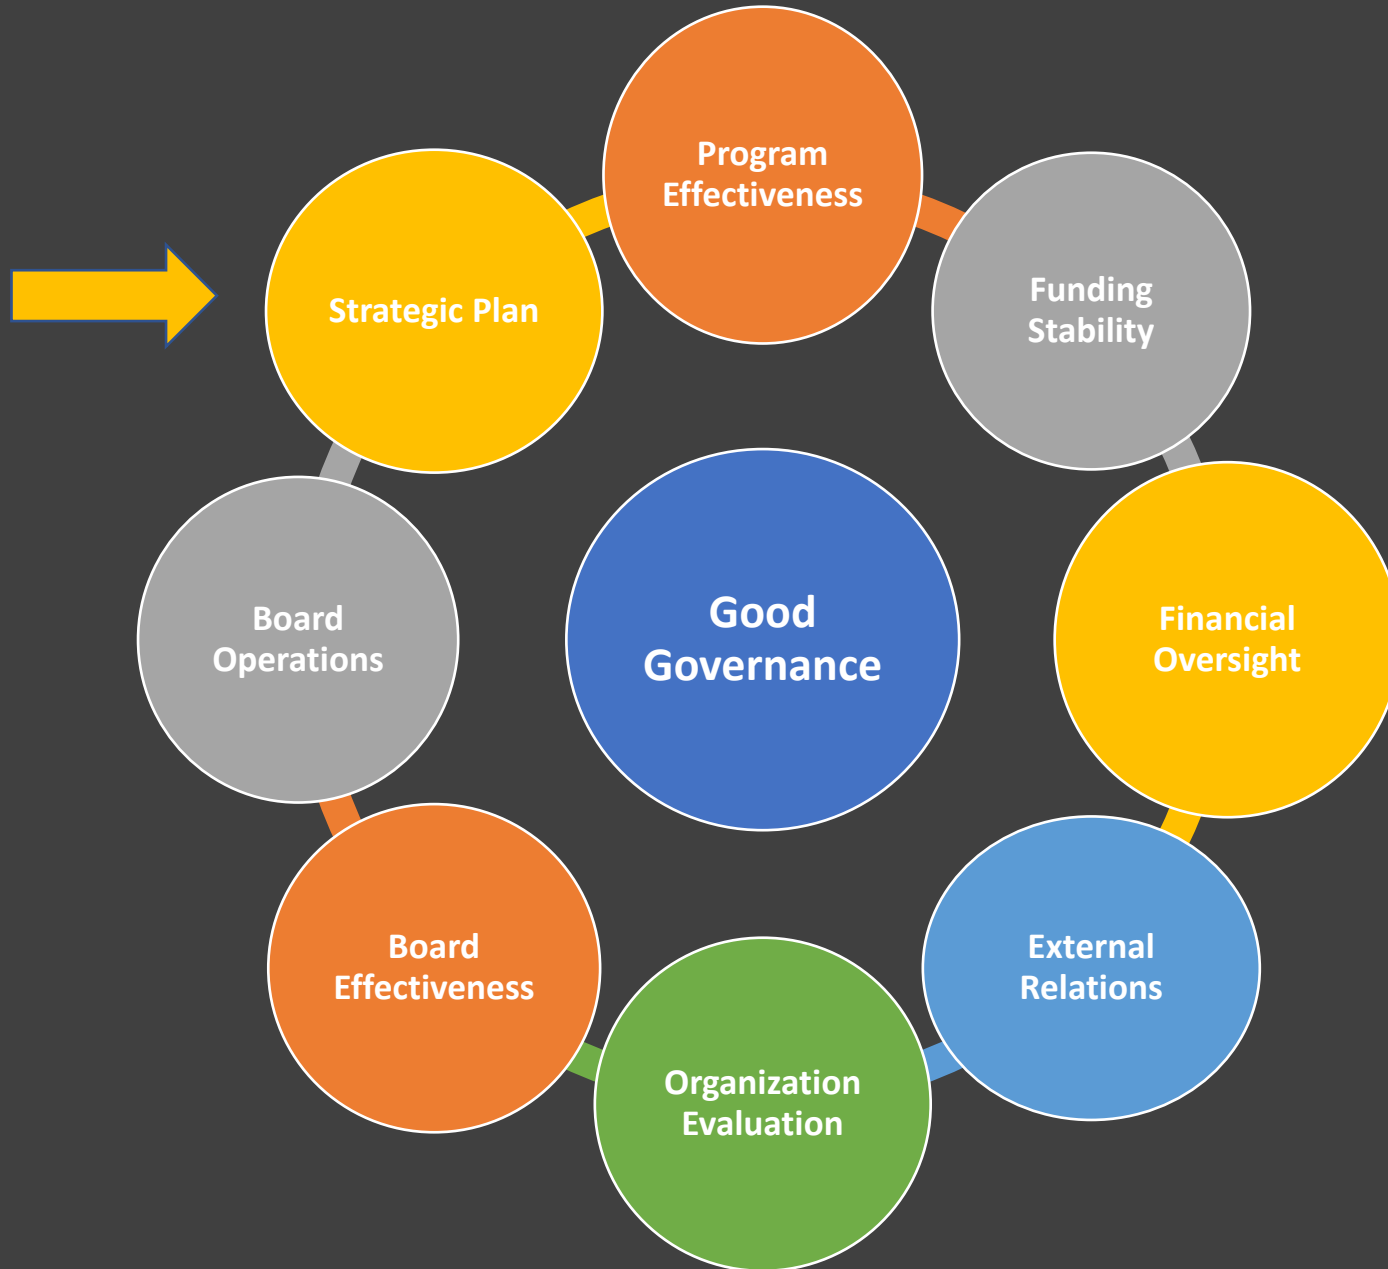 Program
Effectiveness
Funding
Stability
Strategic Plan
Financial
Oversight
Good
Governance
Board
Operations
External
Relations
Board
Effectiveness
Organization
Evaluation